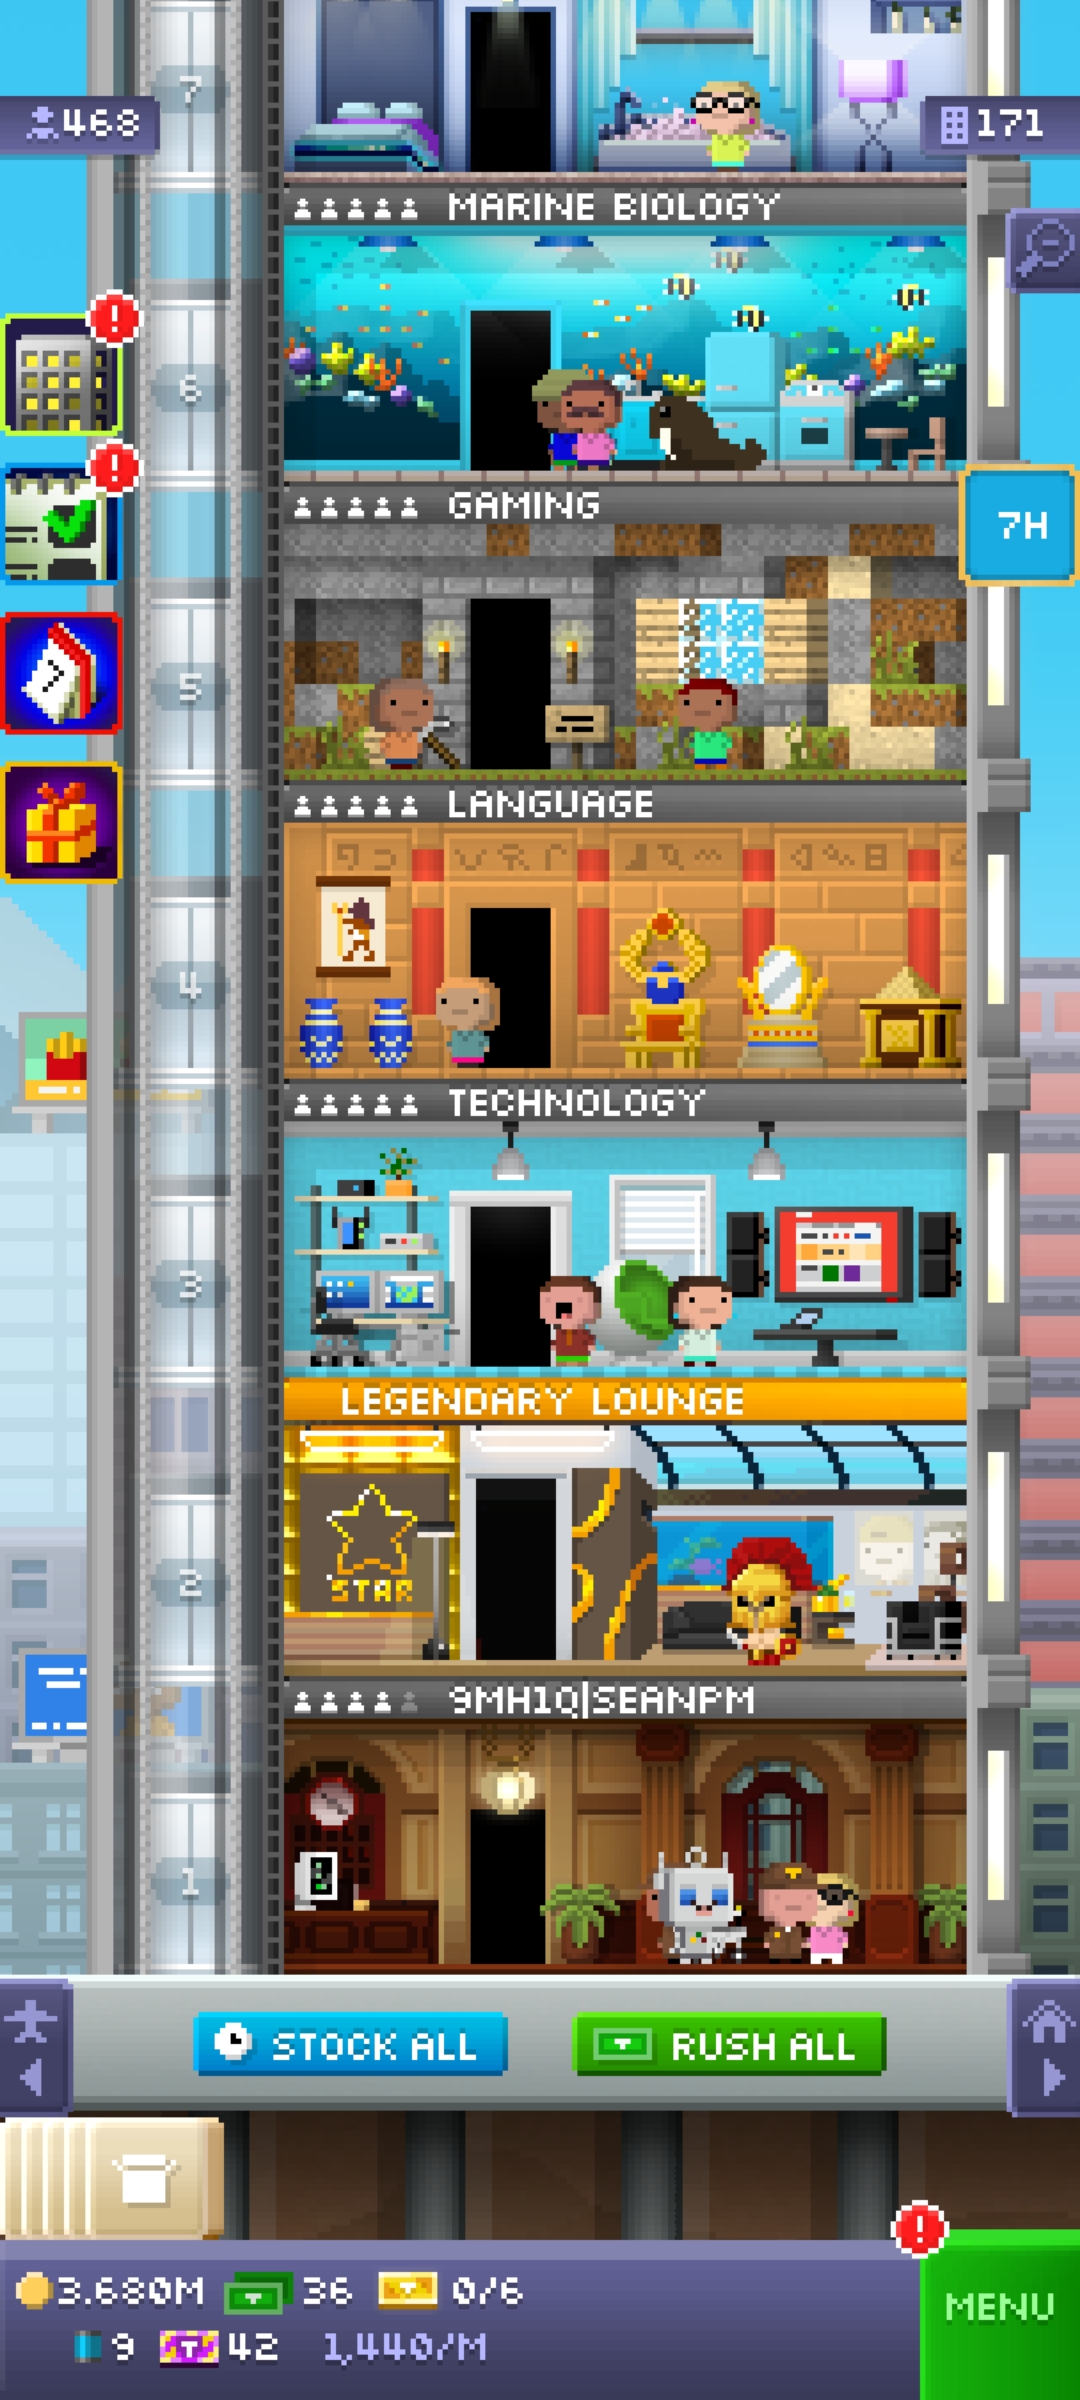 7
468
171
MARINE BIOLOGY
6
GAMING
7H
5
7
LANGUAGE
4
TECHNOLOGY
3
LEGENDARY LOUNGE
STAR
2
9MH1Q|SEANPM
1
STOCK ALL
RUSH ALL
3.680M 36 0/6
MENU
9 T 42 1,440/M